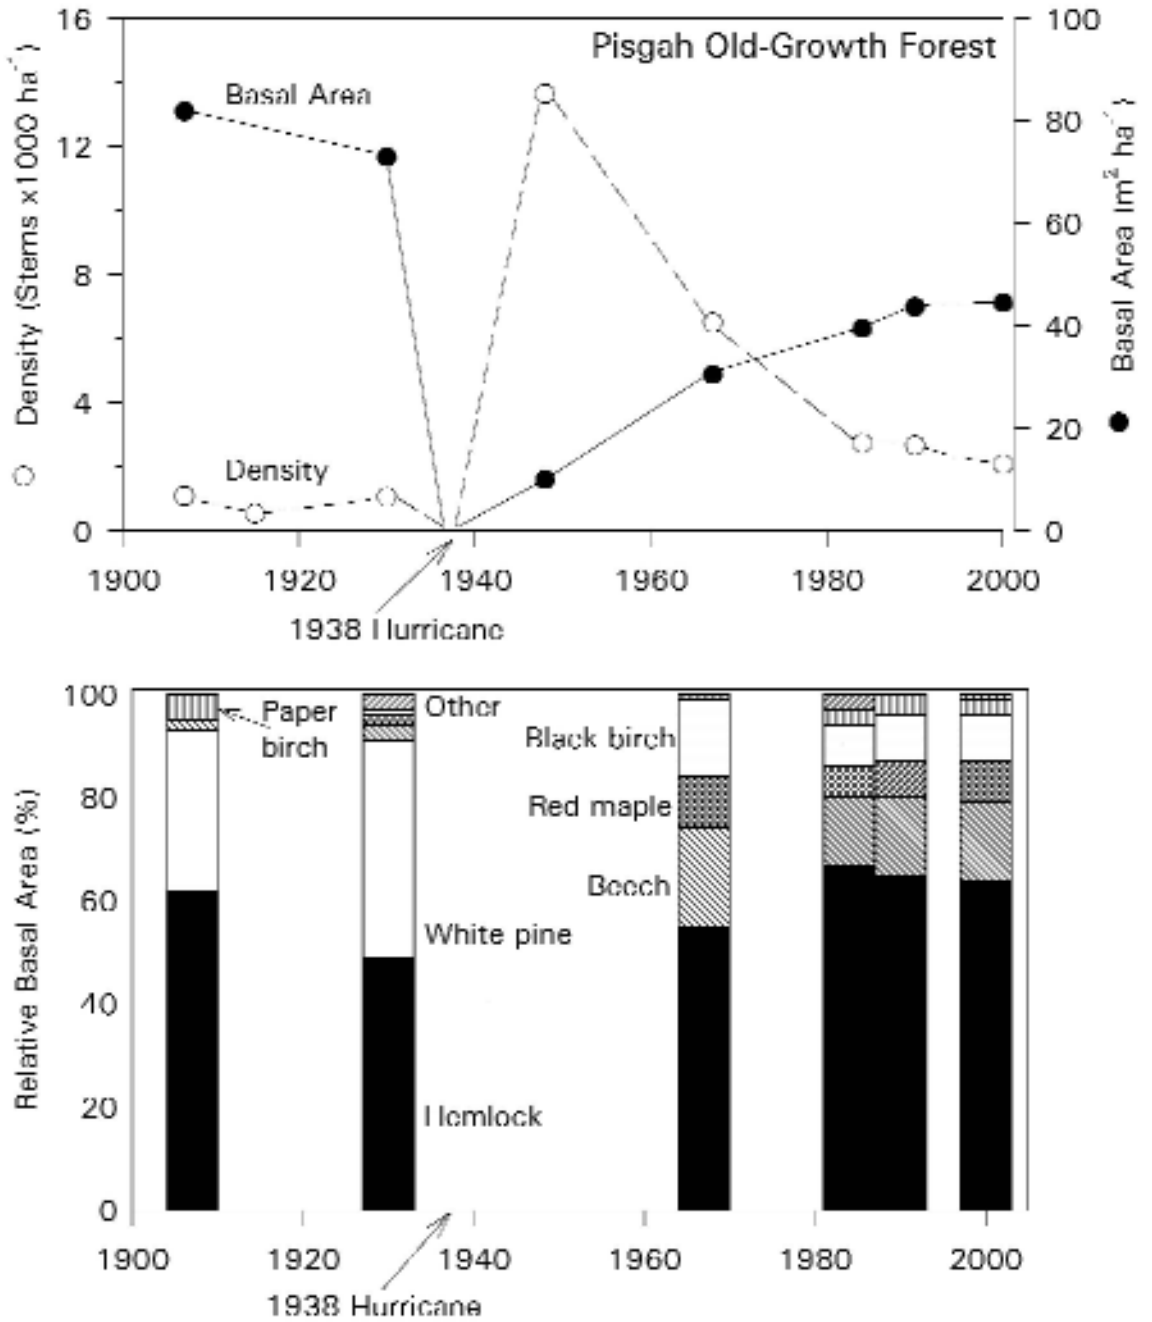 Pisgah Old-Growth Forest
Basal Area
Density
16
12
8
4
0
100
80
60
40
20
0
Density (Stems x1000 ha⁻¹)
Basal Area (m² ha⁻¹)
1900 1920 1940 1960 1980 2000
1938 Hurricane
100
80
60
40
20
0
Relative Basal Area (%)
Paper
birch
Other
Black birch
Red maple
Beech
White pine
Hemlock
1900 1920 1940 1960 1980 2000
1938 Hurricane